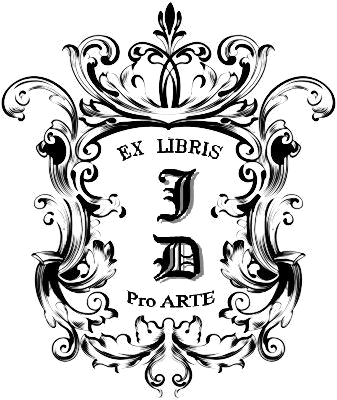 EX LIBRIS
J
D
Pro ARTE